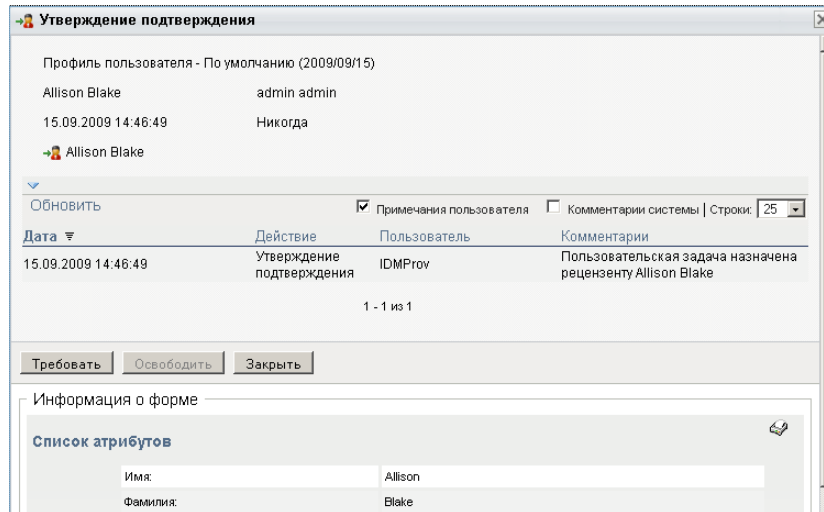 Утверждение подтверждения
Профиль пользователя - По умолчанию (2009/09/15)
Allison Blake admin admin
15.09.2009 14:46:49 Никогда
Allison Blake
Обновить Примечания пользователя Комментарии системы | Строки: 25
Дата Действие Пользователь Комментарии
15.09.2009 14:46:49 Утверждение подтверждения IDMProv Пользовательская задача назначена рецензенту Allison Blake
1 - 1 из 1
Требовать Освободить Закрыть
Информация о форме
Список атрибутов
Имя: Allison
Фамилия: Blake